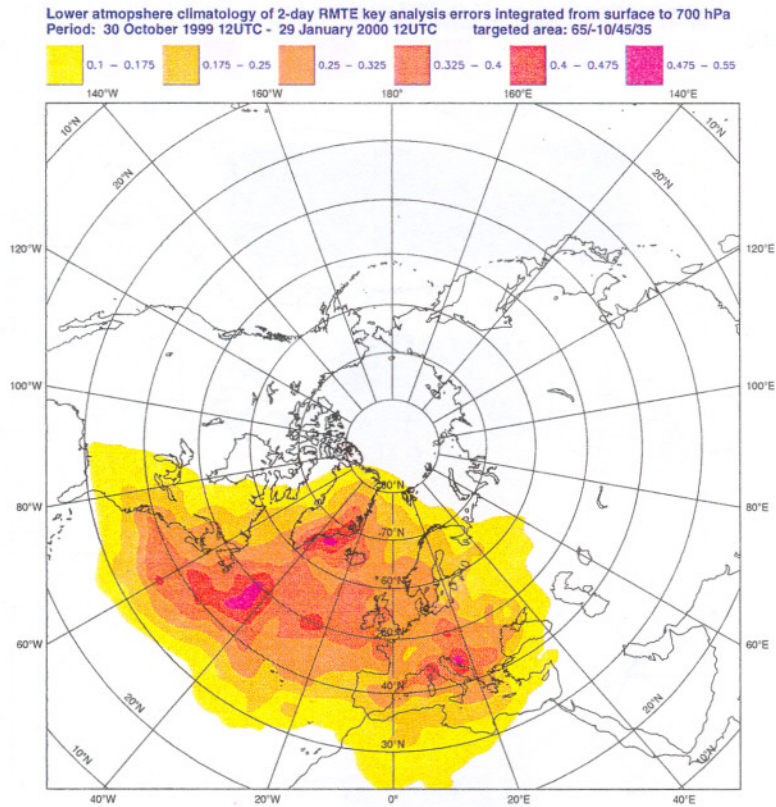 Lower atmopshere climatology of 2-day RMTE key analysis errors integrated from surface to 700 hPa
Period: 30 October 1999 12UTC - 29 January 2000 12UTC targeted area: 65/-10/45/35
0.1 - 0.175 0.175 - 0.25 0.25 - 0.325 0.325 - 0.4 0.4 - 0.475 0.475 - 0.55
140°W 160°W 180° 160°E 140°E
10°N 10°N
20°N 20°N
120°W 120°E
100°W 100°E
80°N
80°W 80°E
70°N
60°N
50°N
60°W 60°E
40°N
20°N 20°N
30°N
10°N 10°N
40°W 20°W 0° 20°E 40°E